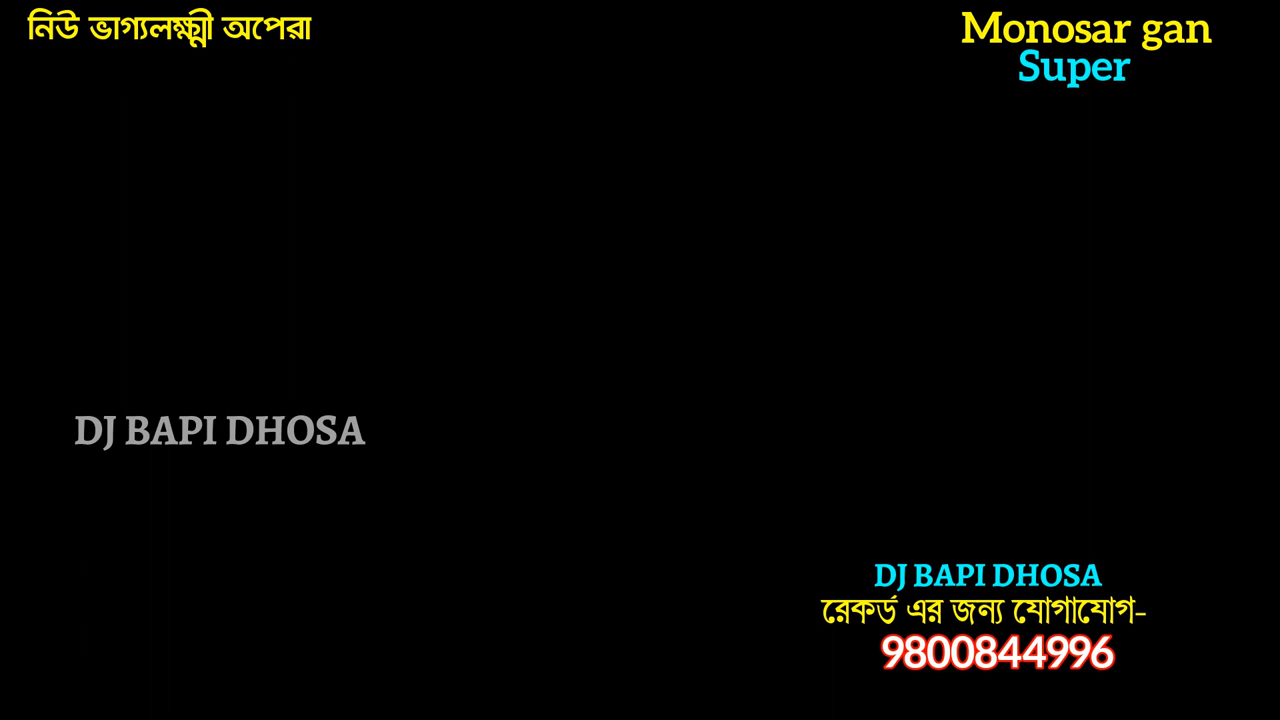 নিউ ভাগ্যলক্ষ্মী অপেরা
Monosar gan
Super
DJ BAPI DHOSA
DJ BAPI DHOSA
রেকর্ড এর জন্য যোগাযোগ-
9800844996